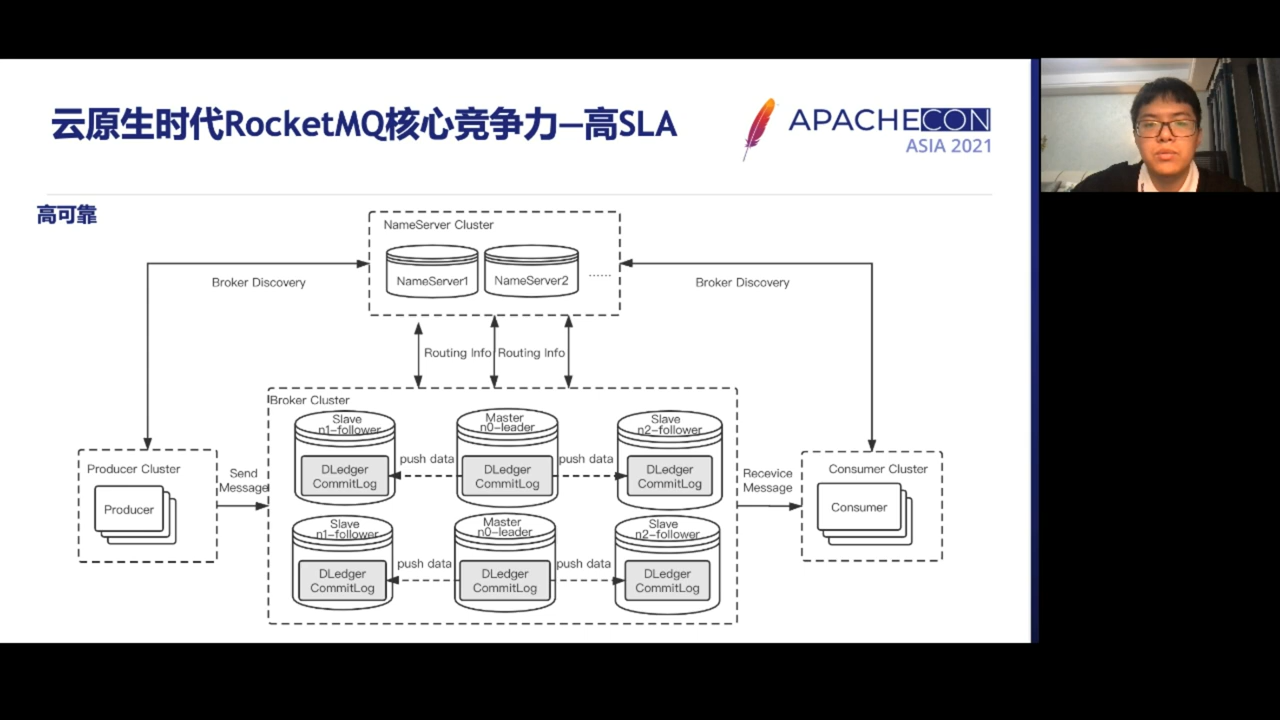 云原生时代RocketMQ核心竞争力—高SLA
APACHECON
ASIA 2021
高可靠
NameServer Cluster
NameServer1
NameServer2
......
Broker Discovery
Broker Discovery
Routing Info
Routing Info
Broker Cluster
Slave
n1-follower
Master
n0-leader
Slave
n2-follower
DLedger
CommitLog
push data
DLedger
CommitLog
push data
DLedger
CommitLog
Producer Cluster
Producer
Send
Message
Recevice
Message
Consumer Cluster
Consumer
Slave
n1-follower
Master
n0-leader
Slave
n2-follower
DLedger
CommitLog
push data
DLedger
CommitLog
push data
DLedger
CommitLog